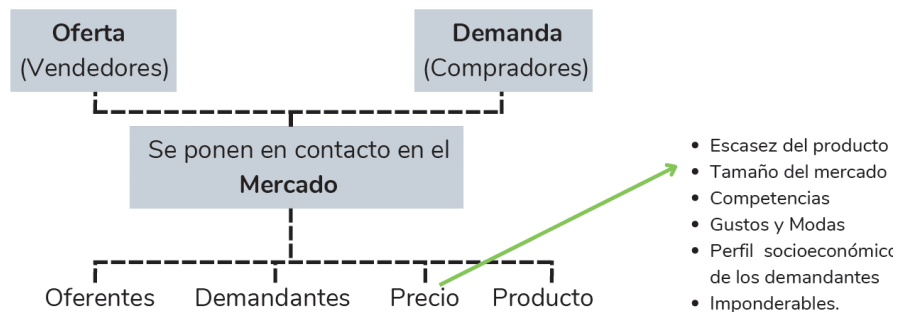 Oferta
(Vendedores)
Demanda
(Compradores)
Se ponen en contacto en el
Mercado
Oferentes
Demandantes
Precio
Producto
• Escasez del producto
• Tamaño del mercado
• Competencias
• Gustos y Modas
• Perfil socioeconómico
de los demandantes
• Imponderables.